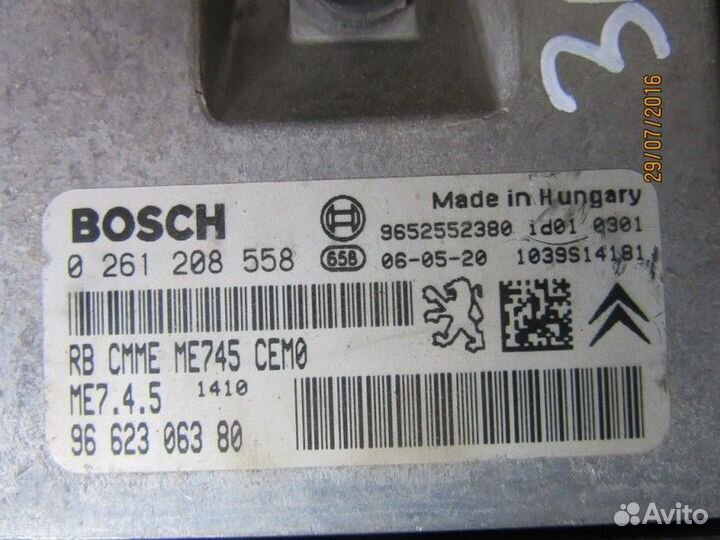 BOSCH
Made in Hungary
9652552380 1d01 0301
0 261 208 558
658
06-05-20
1039S14181
RB CMME ME745 CEM0
ME7.4.5
1410
96 623 063 80
29/07/2016
Avito